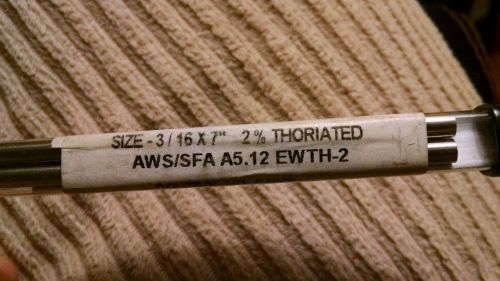 SIZE - 3 / 16 X 7" 2 % THORIATED
AWS/SFA A5.12 EWTH-2